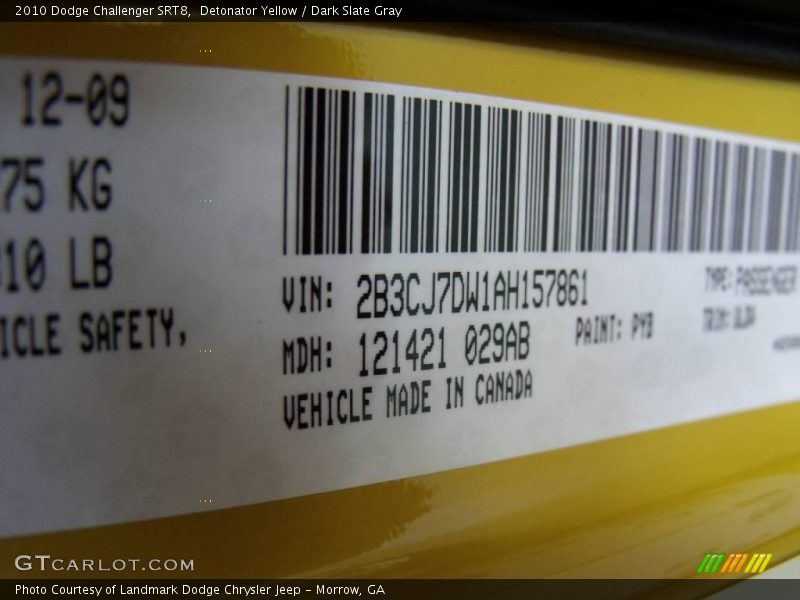 2010 Dodge Challenger SRT8, Detonator Yellow / Dark Slate Gray
12-09
75 KG
10 LB
ICLE SAFETY,
VIN: 2B3CJ7DW1AH157861
TYPE: PASSENGER
MDH: 121421 029AB
PAINT: PYB
TRIM:
VEHICLE MADE IN CANADA
GTCARLOT.COM
Photo Courtesy of Landmark Dodge Chrysler Jeep - Morrow, GA